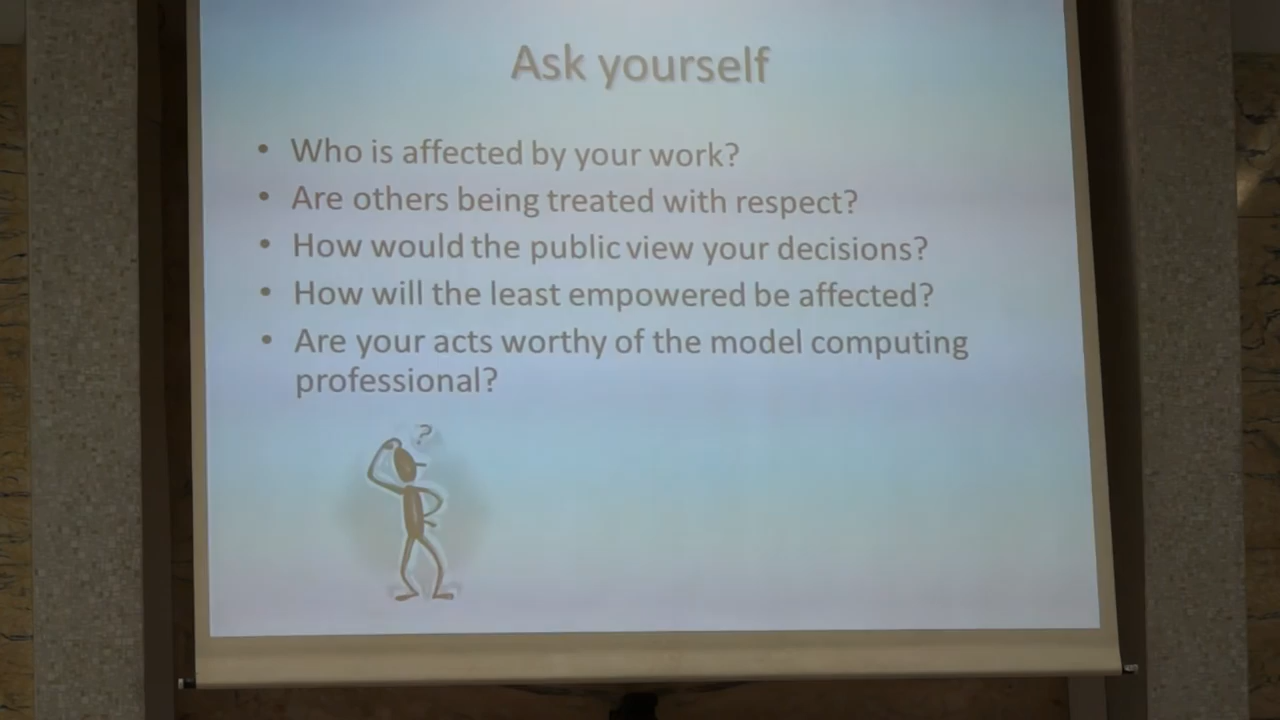 Ask yourself
• Who is affected by your work?
• Are others being treated with respect?
• How would the public view your decisions?
• How will the least empowered be affected?
• Are your acts worthy of the model computing
professional?
?